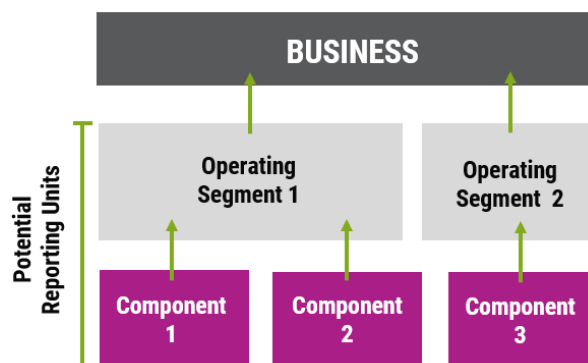 BUSINESS
Potential
Reporting Units
Operating
Segment 1
Operating
Segment 2
Component
1
Component
2
Component
3